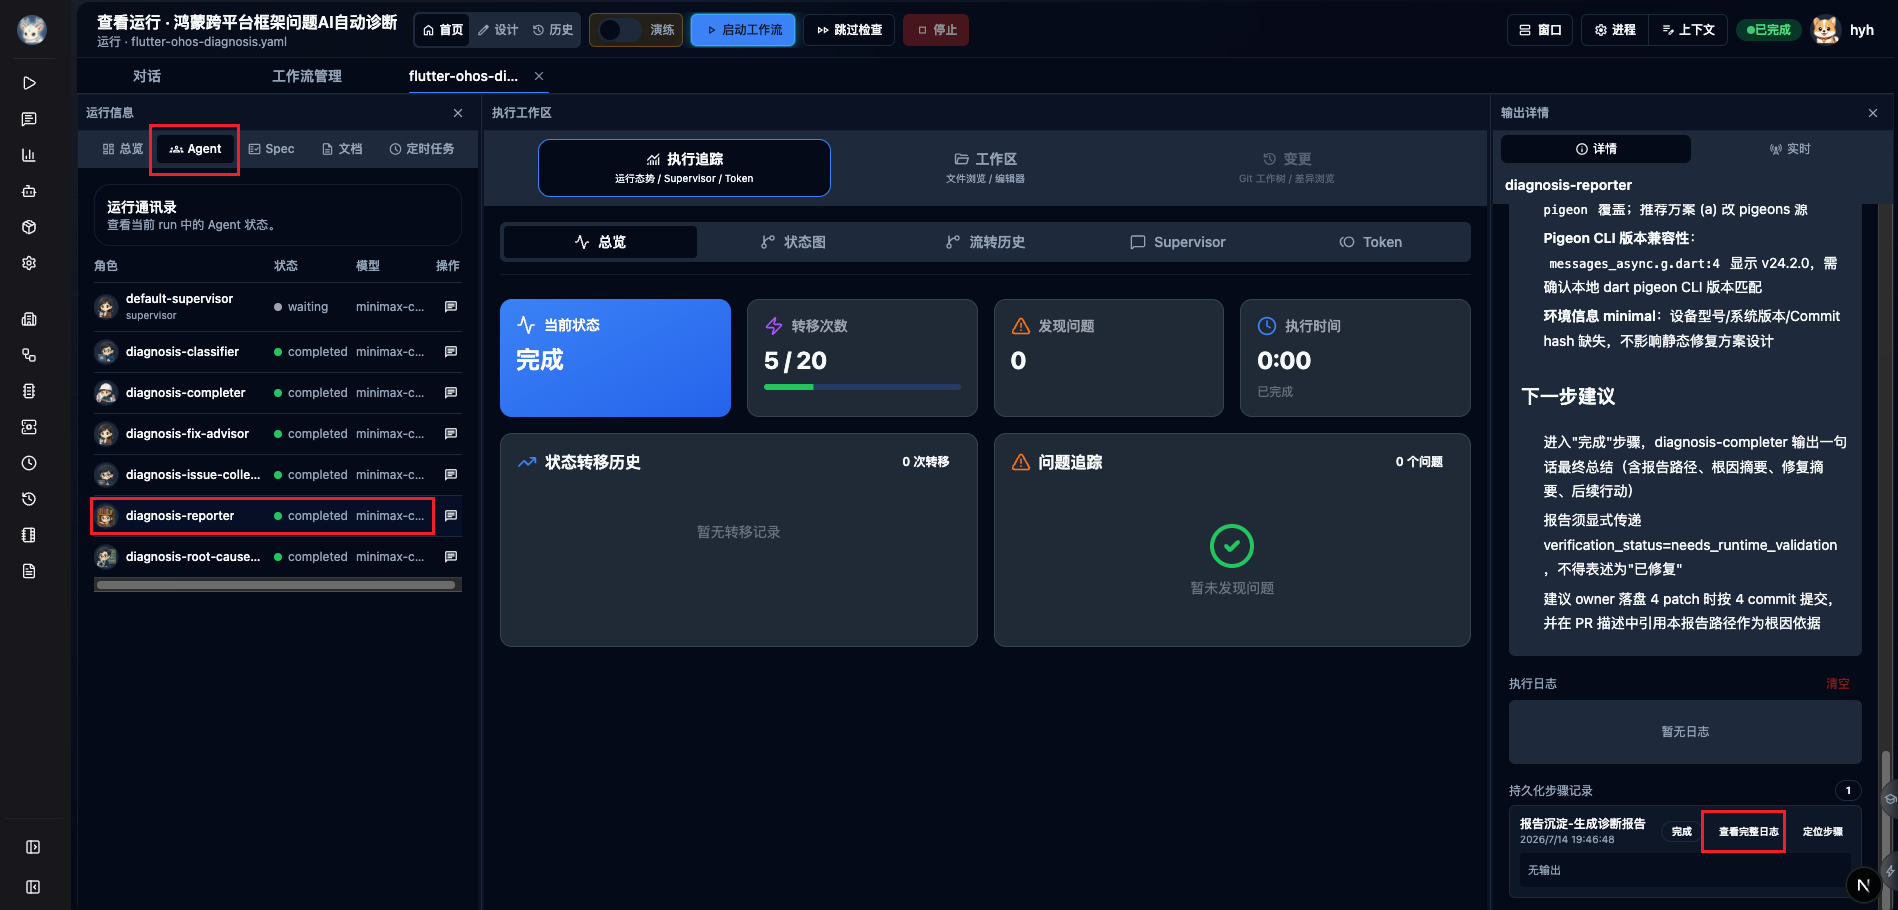 查看运行 · 鸿蒙跨平台框架问题AI自动诊断
运行 · flutter-ohos-diagnosis.yaml
首页
设计
历史
演练
启动工作流
跳过检查
停止
窗口
进程
上下文
已完成
hyh
对话
工作流管理
flutter-ohos-di...
运行信息
总览
Agent
Spec
文档
定时任务
运行通讯录
查看当前 run 中的 Agent 状态。
角色 状态 模型 操作
default-supervisor
supervisor
waiting minimax-c...
diagnosis-classifier completed minimax-c...
diagnosis-completer completed minimax-c...
diagnosis-fix-advisor completed minimax-c...
diagnosis-issue-colle... completed minimax-c...
diagnosis-reporter completed minimax-c...
diagnosis-root-cause... completed minimax-c...
执行工作区
执行追踪
运行态势 / Supervisor / Token
工作区
文件浏览 / 编辑器
变更
Git 工作树 / 差异浏览
总览
状态图
流转历史
Supervisor
Token
当前状态
完成
转移次数
5 / 20
发现问题
0
执行时间
0:00
已完成
状态转移历史
0 次转移
暂无转移记录
问题追踪
0 个问题
暂未发现问题
输出详情
详情
实时
diagnosis-reporter
pigeon 覆盖；推荐方案 (a) 改 pigeons 源
Pigeon CLI 版本兼容性：
messages_async.g.dart:4 显示 v24.2.0，需
确认本地 dart pigeon CLI 版本匹配
环境信息 minimal：设备型号/系统版本/Commit
hash 缺失，不影响静态修复方案设计
下一步建议
进入"完成"步骤，diagnosis-completer 输出一句
话最终总结（含报告路径、根因摘要、修复摘
要、后续行动）
报告须显式传递
verification_status=needs_runtime_validation
，不得表述为"已修复"
建议 owner 落盘 4 patch 时按 4 commit 提交，
并在 PR 描述中引用本报告路径作为根因依据
执行日志
清空
暂无日志
持久化步骤记录
1
报告沉淀-生成诊断报告
2026/7/14 19:46:48
完成
查看完整日志
定位步骤
无输出
N